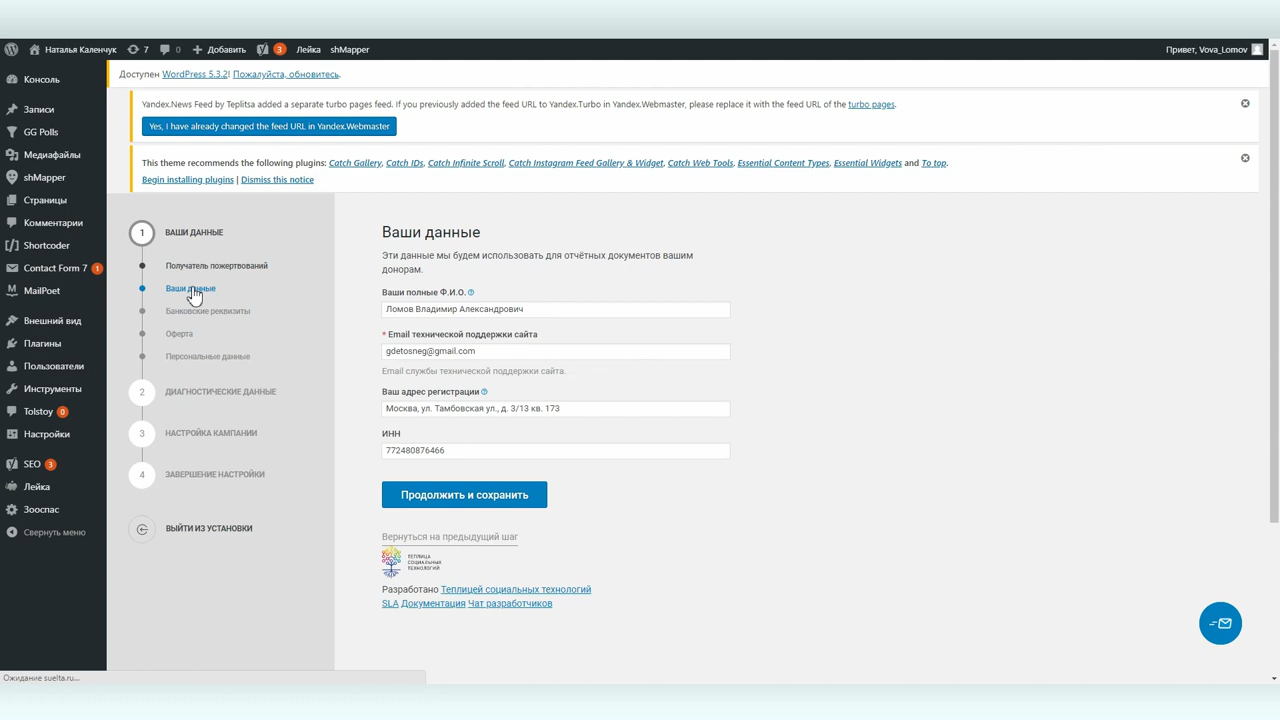 Наталья Каленчук 7 0 Добавить 3 Лейка shMapper Привет, Vova_Lomov
Доступен WordPress 5.3.2! Пожалуйста, обновитесь.
Yandex.News Feed by Teplitsa added a separate turbo pages feed. If you previously added the feed URL to Yandex.Turbo in Yandex.Webmaster, please replace it with the feed URL of the turbo pages.
Yes, I have already changed the feed URL in Yandex.Webmaster
This theme recommends the following plugins: Catch Gallery, Catch IDs, Catch Infinite Scroll, Catch Instagram Feed Gallery & Widget, Catch Web Tools, Essential Content Types, Essential Widgets and To top.
Begin installing plugins | Dismiss this notice
Консоль
Записи
GG Polls
Медиафайлы
shMapper
Страницы
Комментарии
Shortcoder
Contact Form 7 1
MailPoet
Внешний вид
Плагины
Пользователи
Инструменты
Tolstoy 0
Настройки
SEO 3
Лейка
Зооспас
Свернуть меню
1 ВАШИ ДАННЫЕ
Получатель пожертвований
Ваши данные
Банковские реквизиты
Оферта
Персональные данные
2 ДИАГНОСТИЧЕСКИЕ ДАННЫЕ
3 НАСТРОЙКА КАМПАНИИ
4 ЗАВЕРШЕНИЕ НАСТРОЙКИ
ВЫЙТИ ИЗ УСТАНОВКИ
Ваши данные
Эти данные мы будем использовать для отчётных документов вашим
донорам.
Ваши полные Ф.И.О. ?
Ломов Владимир Александрович
* Email технической поддержки сайта
gdetosneg@gmail.com
Email службы технической поддержки сайта.
Ваш адрес регистрации ?
Москва, ул. Тамбовская ул., д. 3/13 кв. 173
ИНН
772480876466
Продолжить и сохранить
Вернуться на предыдущий шаг
ТЕПЛИЦА
СОЦИАЛЬНЫХ
ТЕХНОЛОГИЙ
Разработано Теплицей социальных технологий
SLA Документация Чат разработчиков
Ожидание suelta.ru...